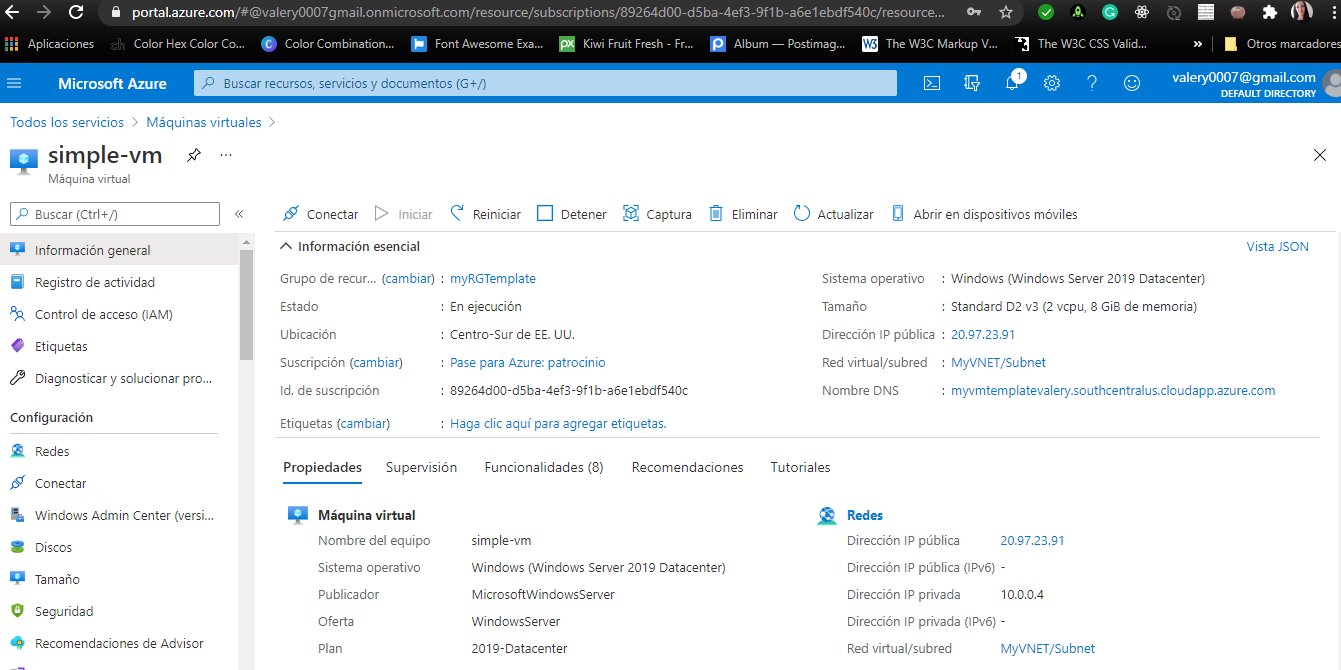 portal.azure.com/#@valery0007gmail.onmicrosoft.com/resource/subscriptions/89264d00-d5ba-4ef3-9f1b-a6e1ebdf540c/resource...
Aplicaciones Color Hex Color Co... Color Combination... Font Awesome Exa... Kiwi Fruit Fresh - Fr... Album — Postimag... The W3C Markup V... The W3C CSS Valid... » Otros marcadores
Microsoft Azure Buscar recursos, servicios y documentos (G+/) 1 valery0007@gmail.com
DEFAULT DIRECTORY
Todos los servicios > Máquinas virtuales >
simple-vm ...
Máquina virtual
Buscar (Ctrl+/) «
Conectar Iniciar Reiniciar Detener Captura Eliminar Actualizar Abrir en dispositivos móviles
Información general
Registro de actividad
Control de acceso (IAM)
Etiquetas
Diagnosticar y solucionar pro...
Configuración
Redes
Conectar
Windows Admin Center (versi...
Discos
Tamaño
Seguridad
Recomendaciones de Advisor
Información esencial Vista JSON
Grupo de recur... (cambiar) : myRGTemplate
Estado : En ejecución
Ubicación : Centro-Sur de EE. UU.
Suscripción (cambiar) : Pase para Azure: patrocinio
Id. de suscripción : 89264d00-d5ba-4ef3-9f1b-a6e1ebdf540c
Etiquetas (cambiar) : Haga clic aquí para agregar etiquetas.
Sistema operativo : Windows (Windows Server 2019 Datacenter)
Tamaño : Standard D2 v3 (2 vcpu, 8 GiB de memoria)
Dirección IP pública : 20.97.23.91
Red virtual/subred : MyVNET/Subnet
Nombre DNS : myvmtemplatevalery.southcentralus.cloudapp.azure.com
Propiedades Supervisión Funcionalidades (8) Recomendaciones Tutoriales
Máquina virtual
Nombre del equipo simple-vm
Sistema operativo Windows (Windows Server 2019 Datacenter)
Publicador MicrosoftWindowsServer
Oferta WindowsServer
Plan 2019-Datacenter
Redes
Dirección IP pública 20.97.23.91
Dirección IP pública (IPv6) -
Dirección IP privada 10.0.0.4
Dirección IP privada (IPv6) -
Red virtual/subred MyVNET/Subnet